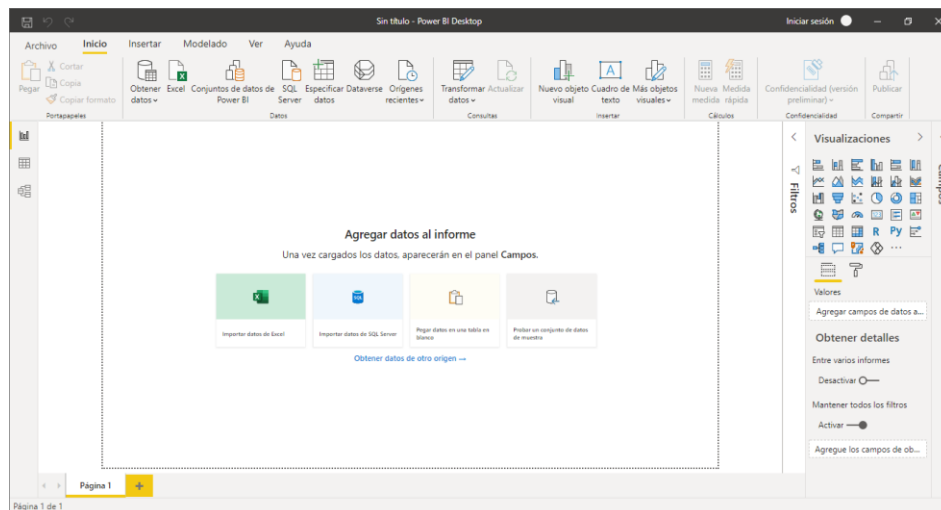 Sin título - Power BI Desktop
Iniciar sesión
Archivo Inicio Insertar Modelado Ver Ayuda
Pegar
Cortar
Copia
Copiar formato
Portapapeles
Obtener datos
Excel
Conjuntos de datos de Power BI
SQL Server
Especificar datos
Dataverse
Orígenes recientes
Datos
Transformar datos
Actualizar
Consultas
Nuevo objeto visual
Cuadro de texto
Más objetos visuales
Insertar
Nueva medida
Medida rápida
Cálculos
Confidencialidad (versión preliminar)
Confidencialidad
Publicar
Compartir
Agregar datos al informe
Una vez cargados los datos, aparecerán en el panel Campos.
Importar datos de Excel
SQL
Importar datos de SQL Server
Pegar datos en una tabla en blanco
Probar un conjunto de datos de muestra
Obtener datos de otro origen →
Filtros
Visualizaciones
R Py
Valores
Agregar campos de datos a...
Obtener detalles
Entre varios informes
Desactivar
Mantener todos los filtros
Activar
Agregue los campos de ob...
Página 1
Página 1 de 1